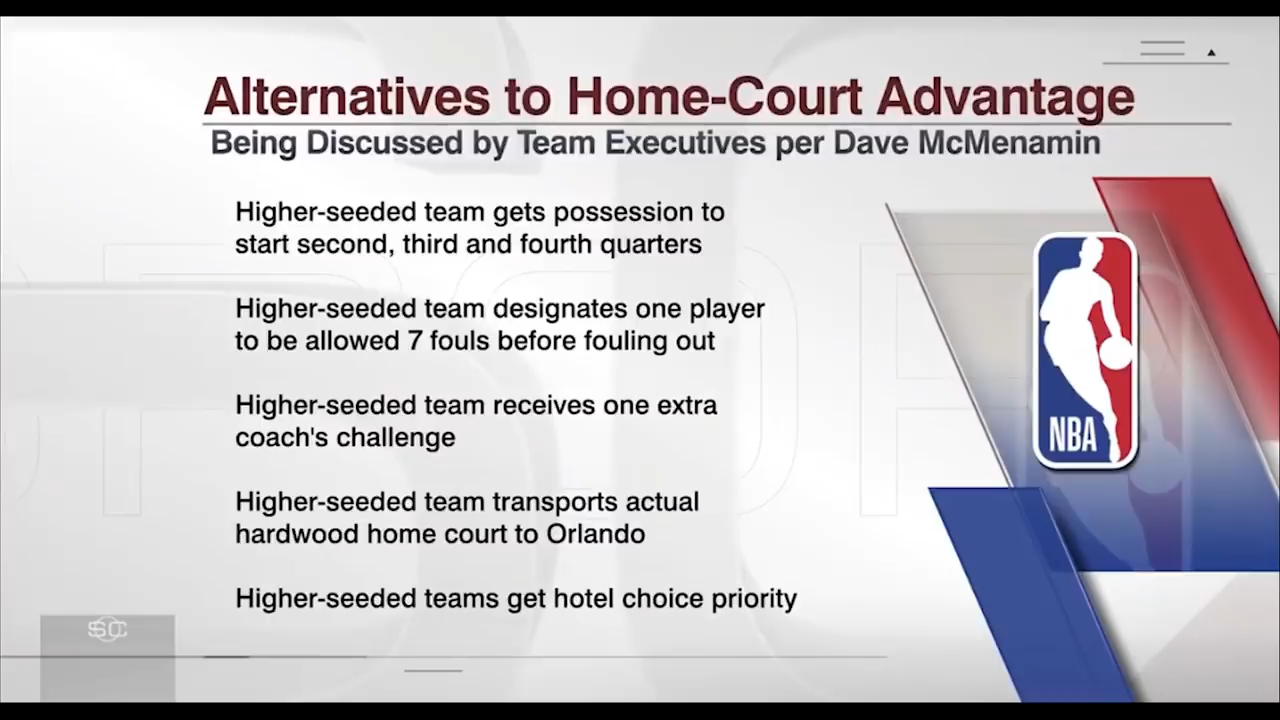 Alternatives to Home-Court Advantage
Being Discussed by Team Executives per Dave McMenamin
Higher-seeded team gets possession to
start second, third and fourth quarters
Higher-seeded team designates one player
to be allowed 7 fouls before fouling out
Higher-seeded team receives one extra
coach's challenge
Higher-seeded team transports actual
hardwood home court to Orlando
Higher-seeded teams get hotel choice priority
NBA
SC